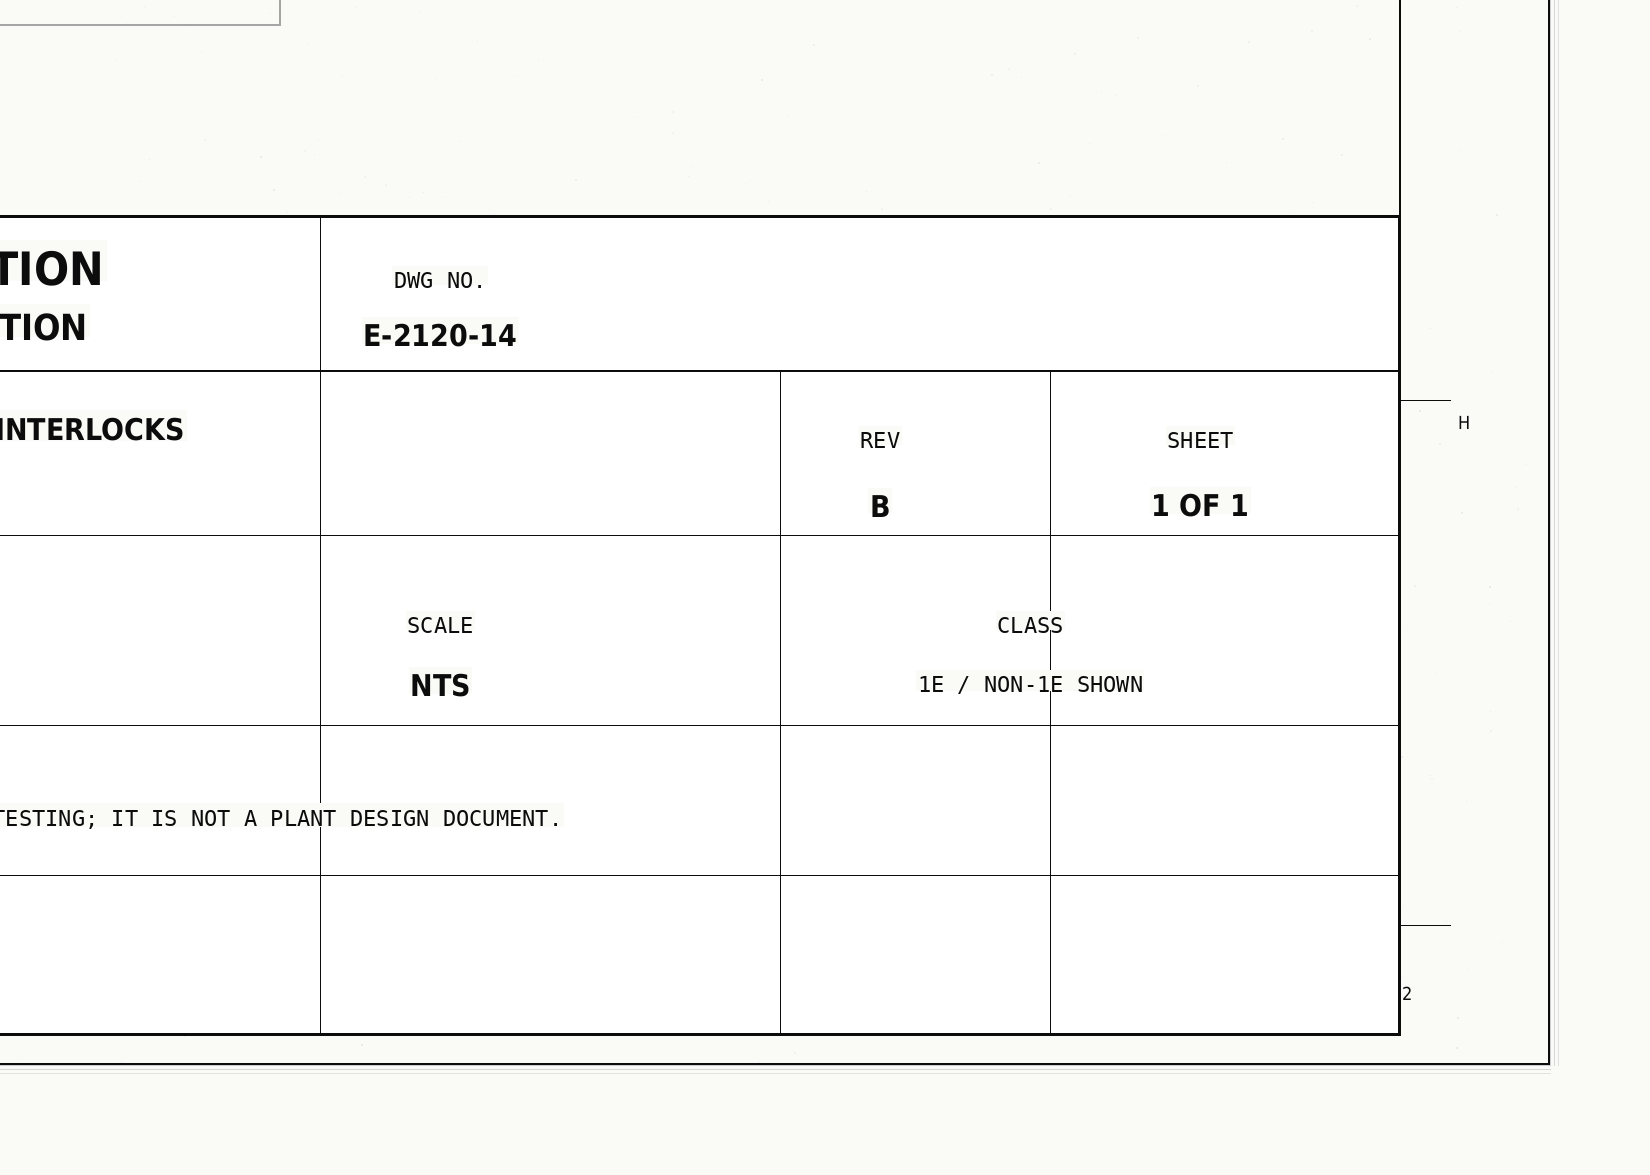 TION
TION
DWG NO.
E-2120-14
INTERLOCKS
REV
SHEET
B
1 OF 1
H
SCALE
CLASS
NTS
1E / NON-1E SHOWN
TESTING; IT IS NOT A PLANT DESIGN DOCUMENT.
2